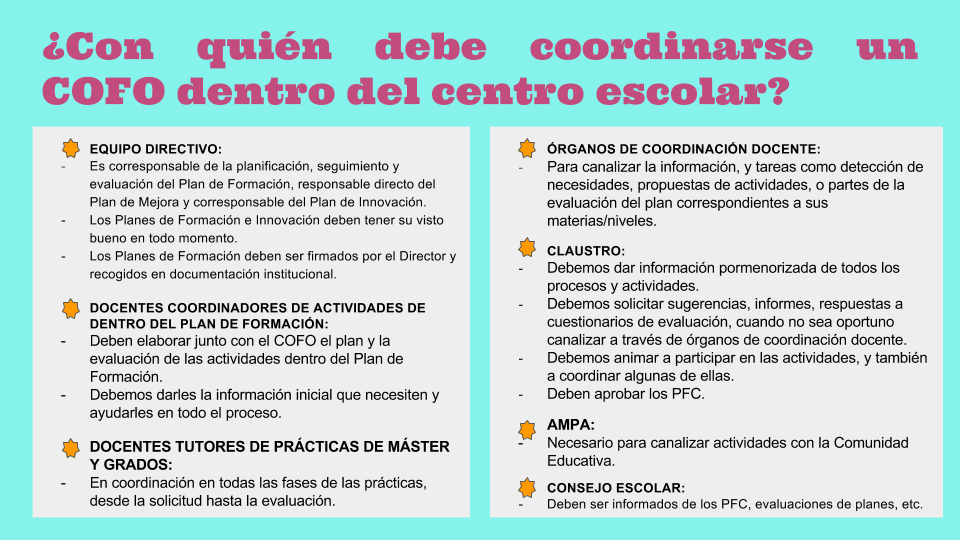 ¿Con quién debe coordinarse un
COFO dentro del centro escolar?
EQUIPO DIRECTIVO:
- Es corresponsable de la planificación, seguimiento y
evaluación del Plan de Formación, responsable directo del
Plan de Mejora y corresponsable del Plan de Innovación.
- Los Planes de Formación e Innovación deben tener su visto
bueno en todo momento.
- Los Planes de Formación deben ser firmados por el Director y
recogidos en documentación institucional.
DOCENTES COORDINADORES DE ACTIVIDADES DE
DENTRO DEL PLAN DE FORMACIÓN:
- Deben elaborar junto con el COFO el plan y la
evaluación de las actividades dentro del Plan de
Formación.
- Debemos darles la información inicial que necesiten y
ayudarles en todo el proceso.
DOCENTES TUTORES DE PRÁCTICAS DE MÁSTER
Y GRADOS:
- En coordinación en todas las fases de las prácticas,
desde la solicitud hasta la evaluación.
ÓRGANOS DE COORDINACIÓN DOCENTE:
- Para canalizar la información, y tareas como detección de
necesidades, propuestas de actividades, o partes de la
evaluación del plan correspondientes a sus
materias/niveles.
CLAUSTRO:
- Debemos dar información pormenorizada de todos los
procesos y actividades.
- Debemos solicitar sugerencias, informes, respuestas a
cuestionarios de evaluación, cuando no sea oportuno
canalizar a través de órganos de coordinación docente.
- Debemos animar a participar en las actividades, y también
a coordinar algunas de ellas.
- Deben aprobar los PFC.
AMPA:
- Necesario para canalizar actividades con la Comunidad
Educativa.
CONSEJO ESCOLAR:
- Deben ser informados de los PFC, evaluaciones de planes, etc.